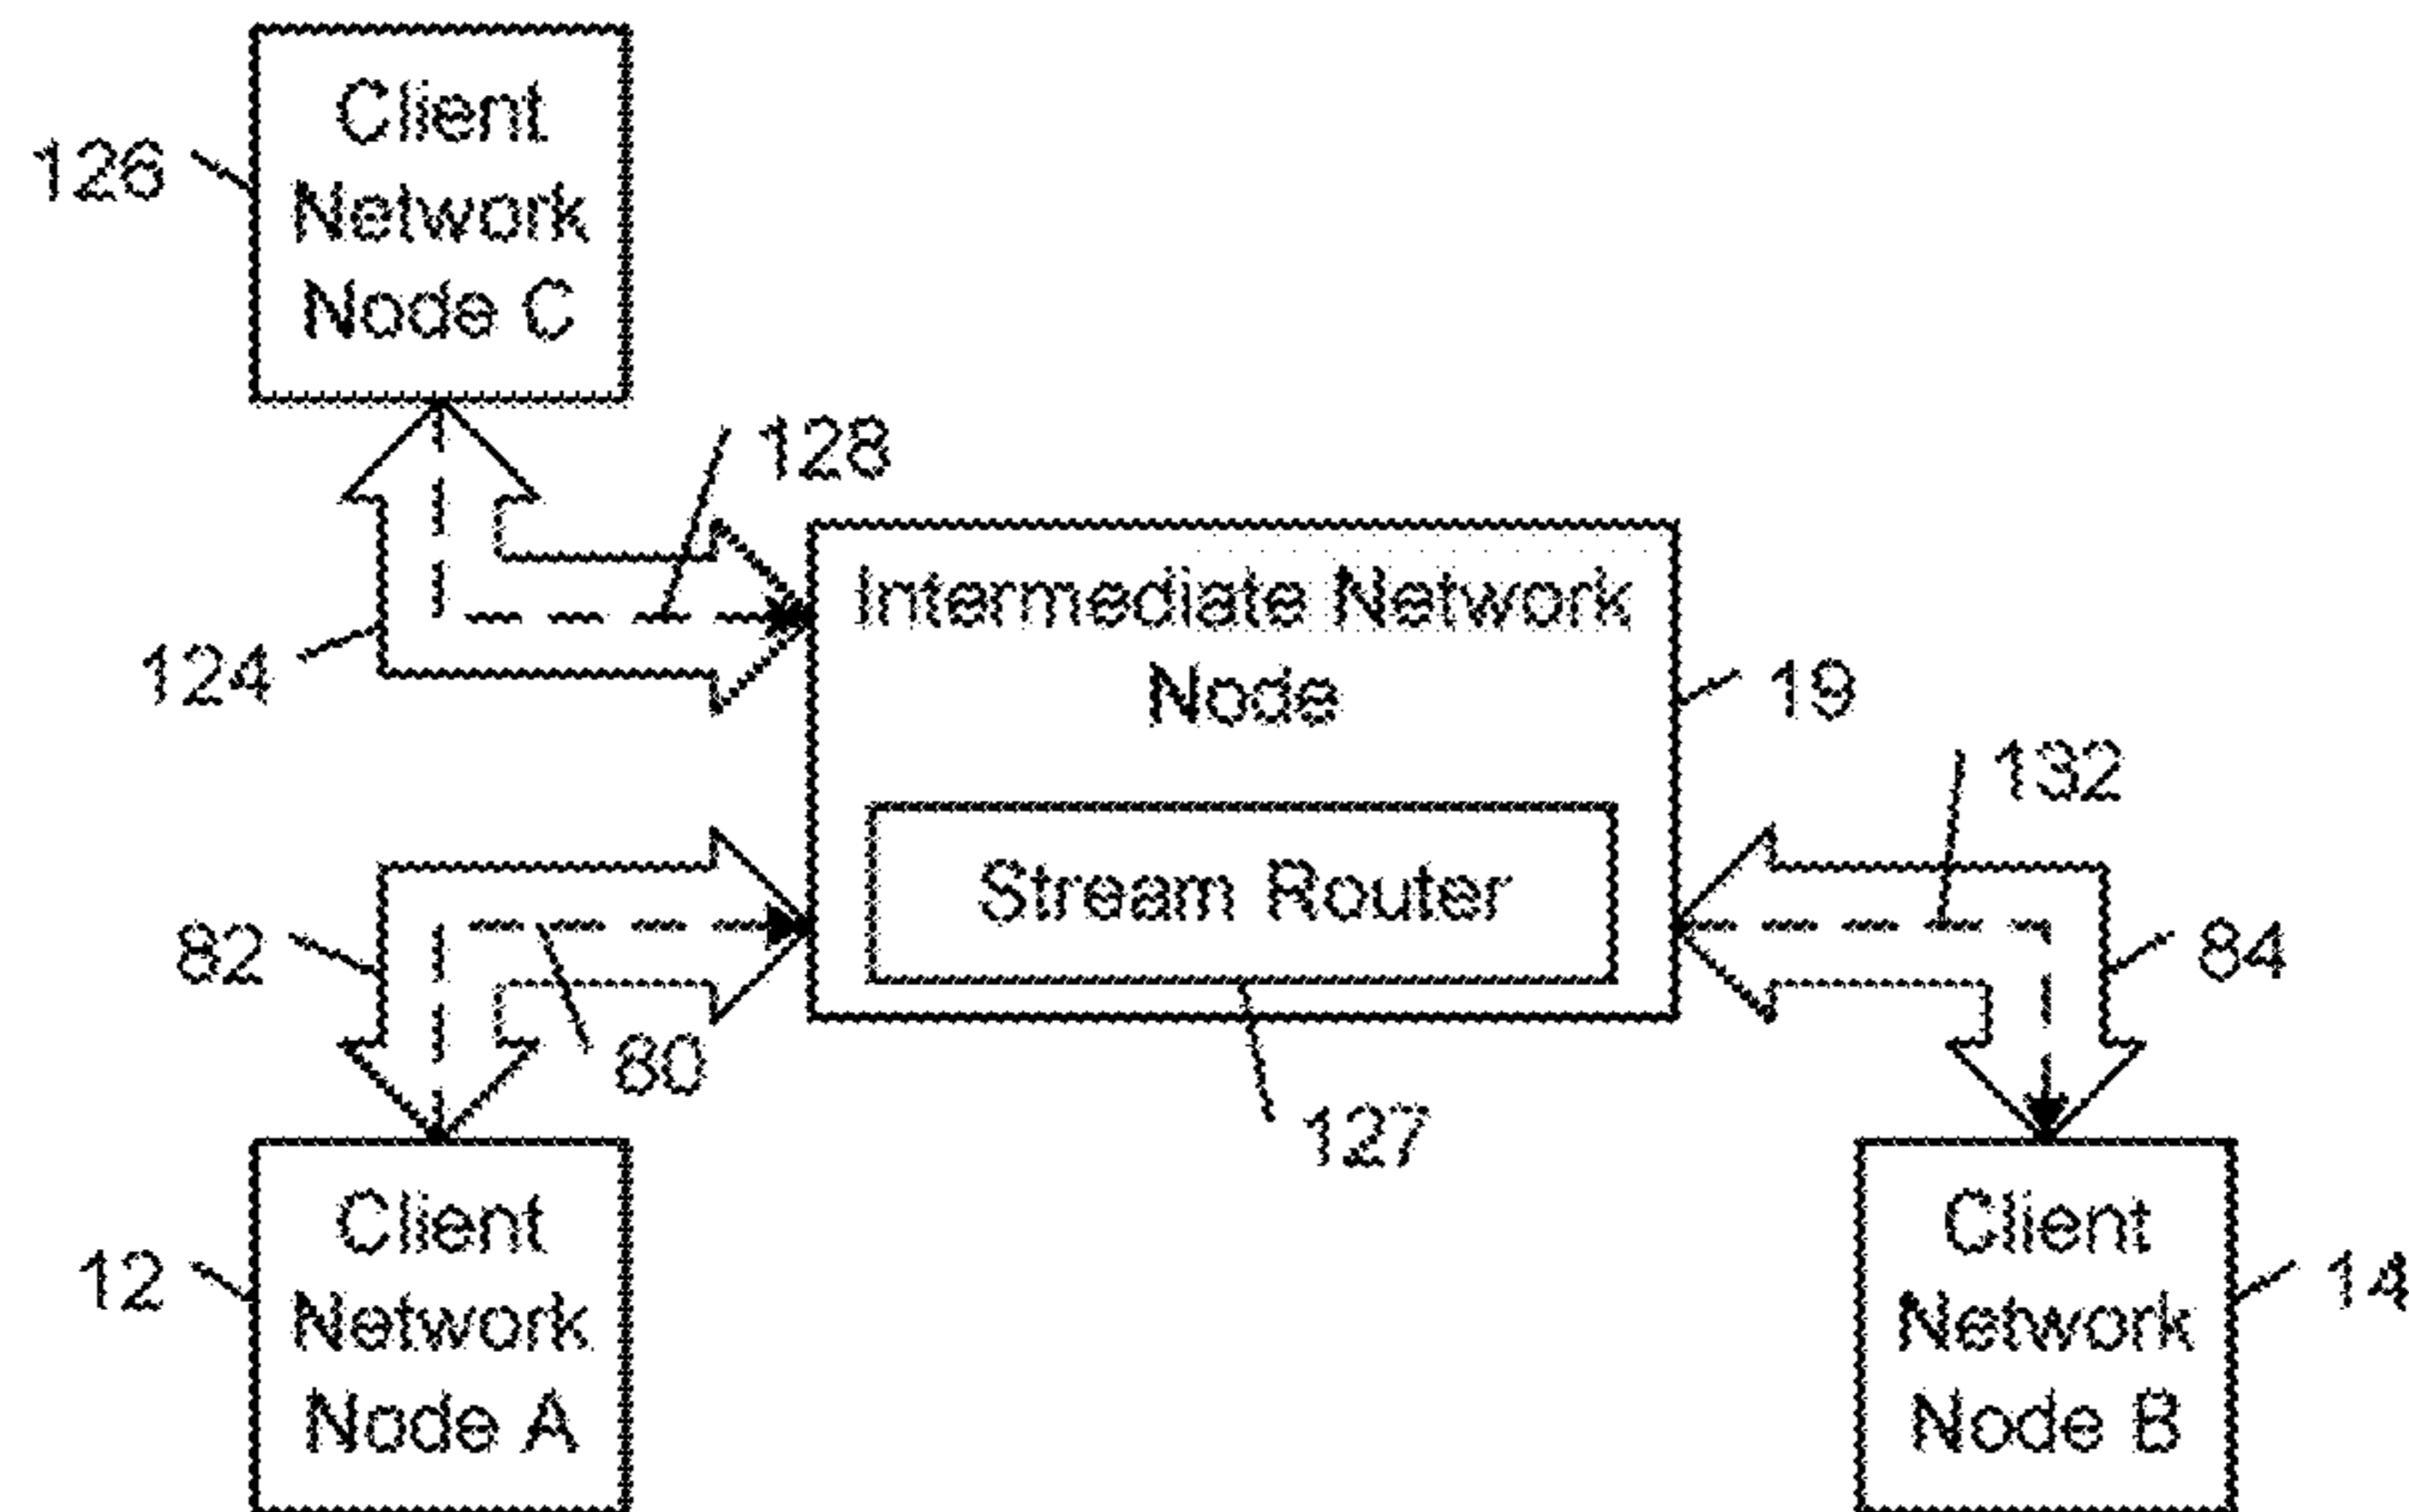 Client
Network
Node C
126
128
124
Intermediate Network
Node
19
132
Stream Router
82
84
80
127
Client
Network
Node A
12
Client
Network
Node B
14